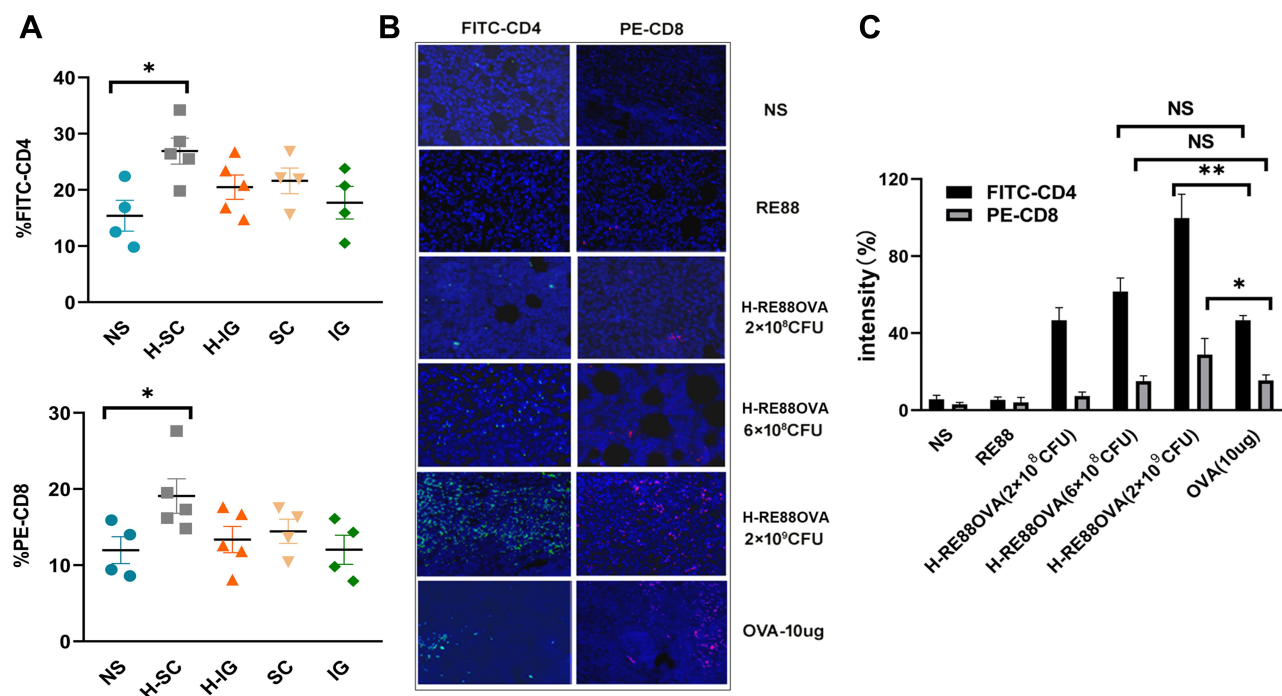 A
*
40
30
20
10
0
%FITC-CD4
NS
H-SC
H-IG
SC
IG
*
30
20
10
0
%PE-CD8
NS
H-SC
H-IG
SC
IG
B
FITC-CD4
PE-CD8
NS
RE88
H-RE88OVA
2×10⁸CFU
H-RE88OVA
6×10⁸CFU
H-RE88OVA
2×10⁹CFU
OVA-10ug
C
NS
NS
**
*
FITC-CD4
PE-CD8
120
80
40
0
intensity(%)
NS
RE88
H-RE88OVA(2×10⁸CFU)
H-RE88OVA(6×10⁸CFU)
H-RE88OVA(2×10⁹CFU)
OVA(10ug)